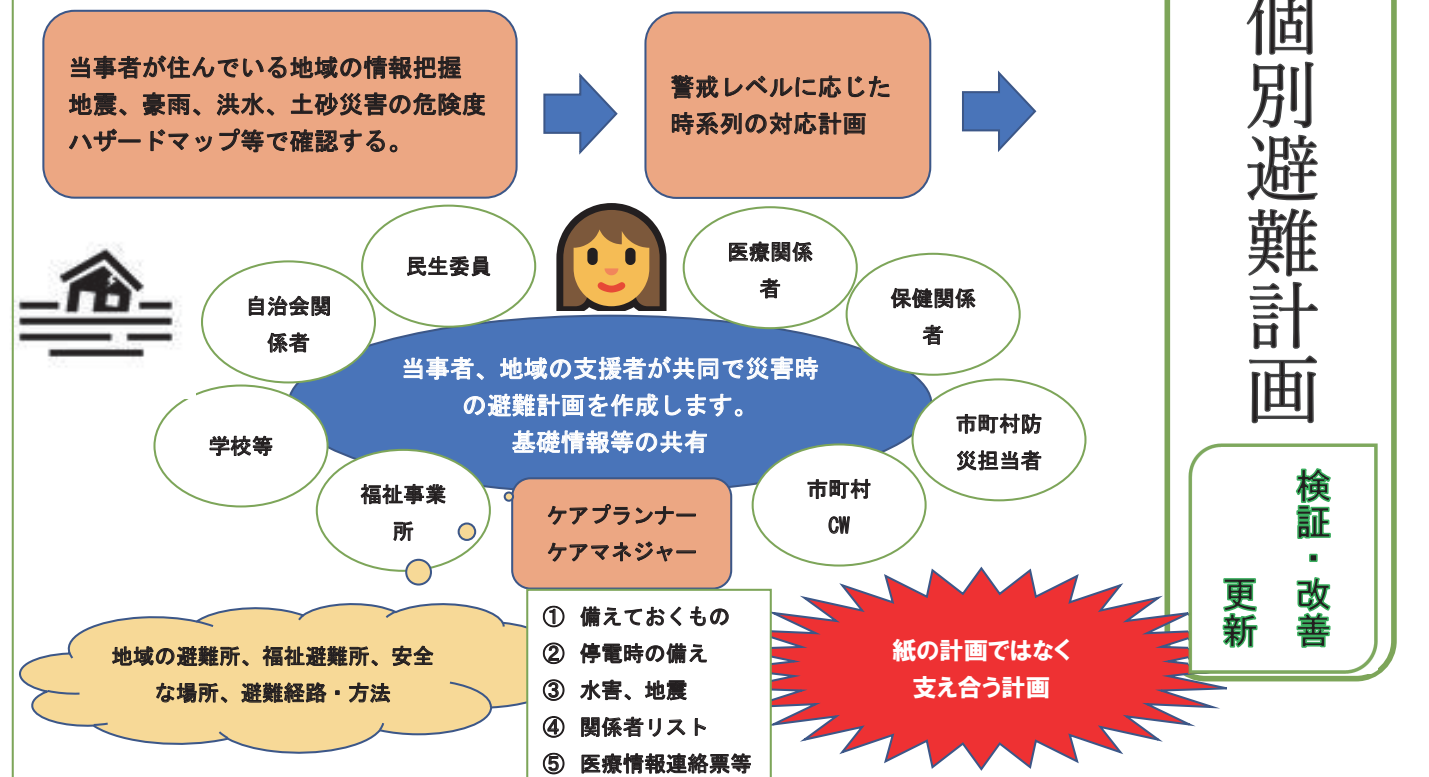 当事者が住んでいる地域の情報把握
地震、豪雨、洪水、土砂災害の危険度
ハザードマップ等で確認する。
警戒レベルに応じた
時系列の対応計画
個別避難計画
検証・改善
更新
民生委員
医療関係
者
自治会関
係者
保健関係
者
当事者、地域の支援者が共同で災害時
の避難計画を作成します。
基礎情報等の共有
学校等
市町村防
災担当者
福祉事業
所
市町村
CW
ケアプランナー
ケアマネジャー
地域の避難所、福祉避難所、安全
な場所、避難経路・方法
① 備えておくもの
② 停電時の備え
③ 水害、地震
④ 関係者リスト
⑤ 医療情報連絡票等
紙の計画ではなく
支え合う計画